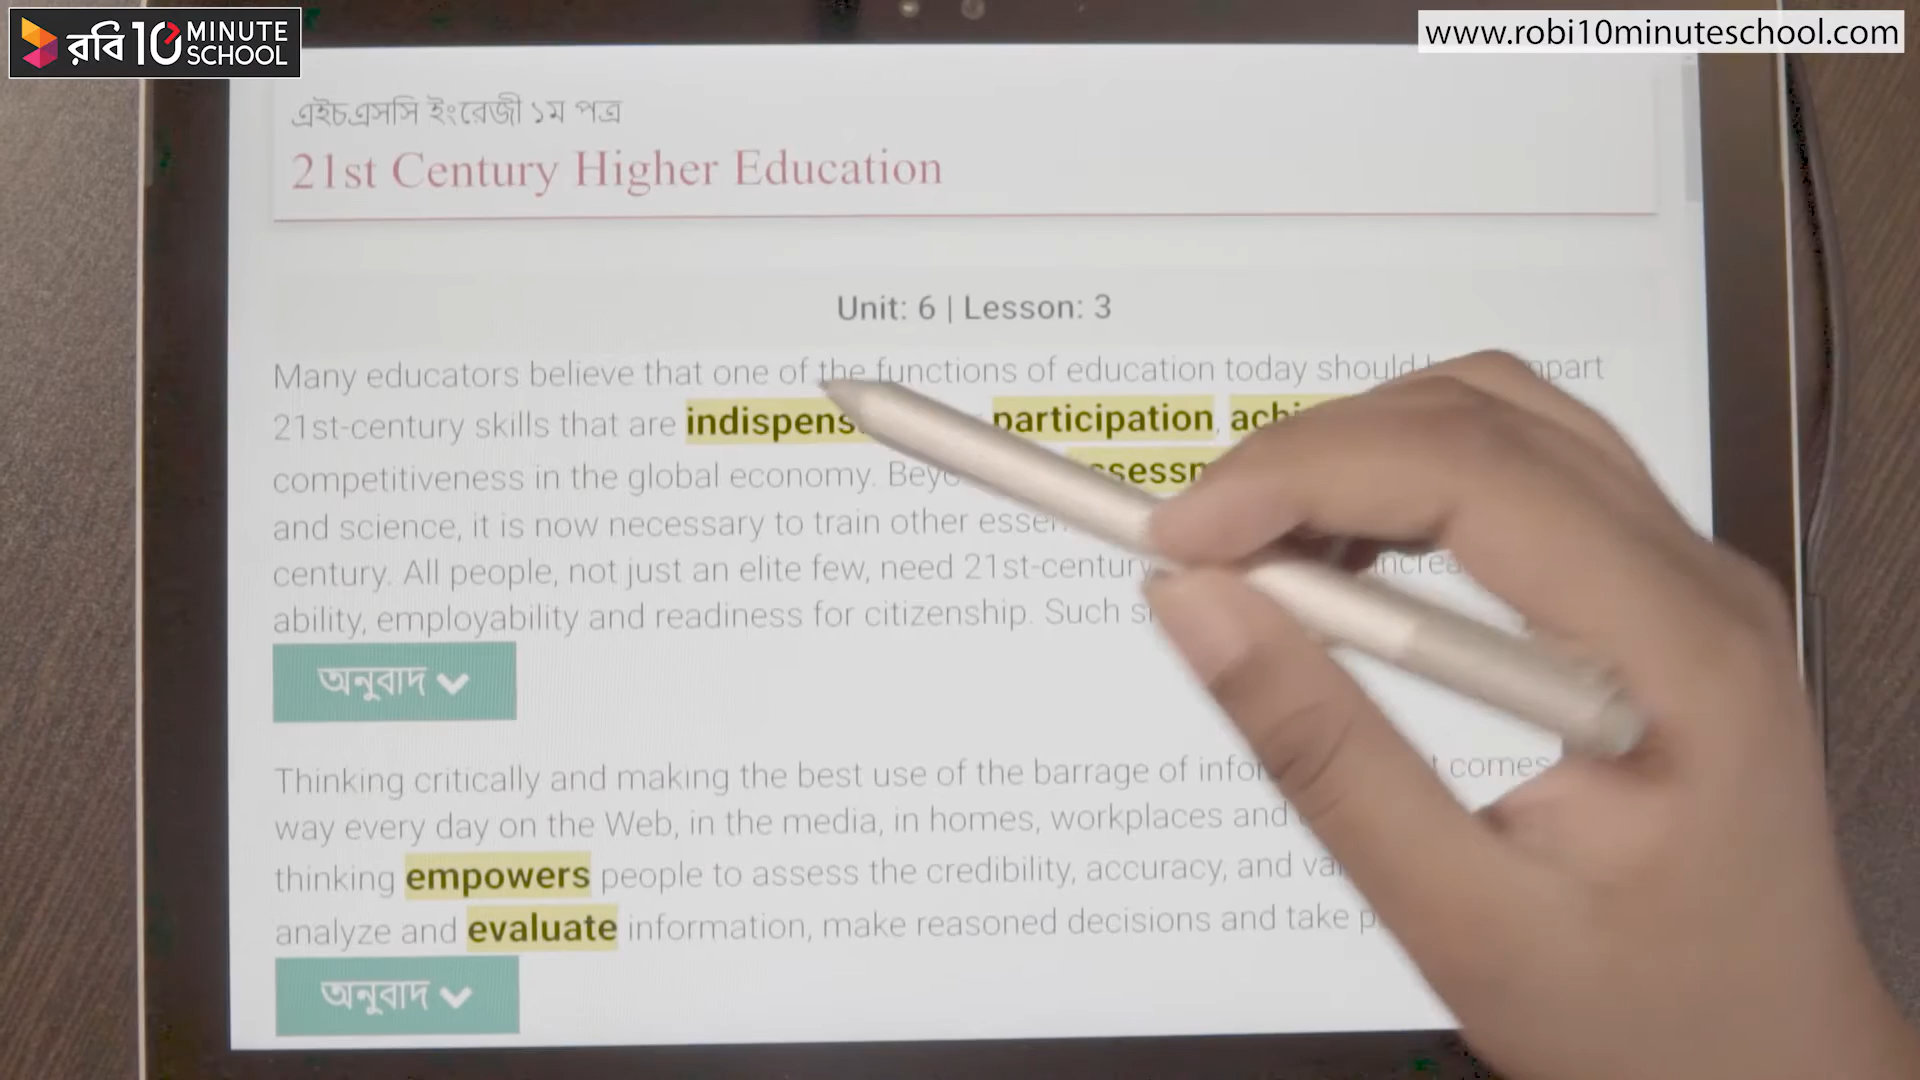 রবি 10 MINUTE SCHOOL
www.robi10minuteschool.com
এইচএসসি ইংরেজী ১ম পত্র
21st Century Higher Education
Unit: 6 | Lesson: 3
Many educators believe that one of the functions of education today should
21st-century skills that are participation,
competitiveness in the global economy.
and science, it is now necessary to train other
century. All people, not just an elite few, need 21st-century
ability, employability and readiness for citizenship. Such
অনুবাদ
Thinking critically and making the best use of the barrage of comes
way every day on the Web, in the media, in homes, workplaces and
thinking empowers people to assess the credibility, accuracy, and
analyze and evaluate information, make reasoned decisions and take
অনুবাদ